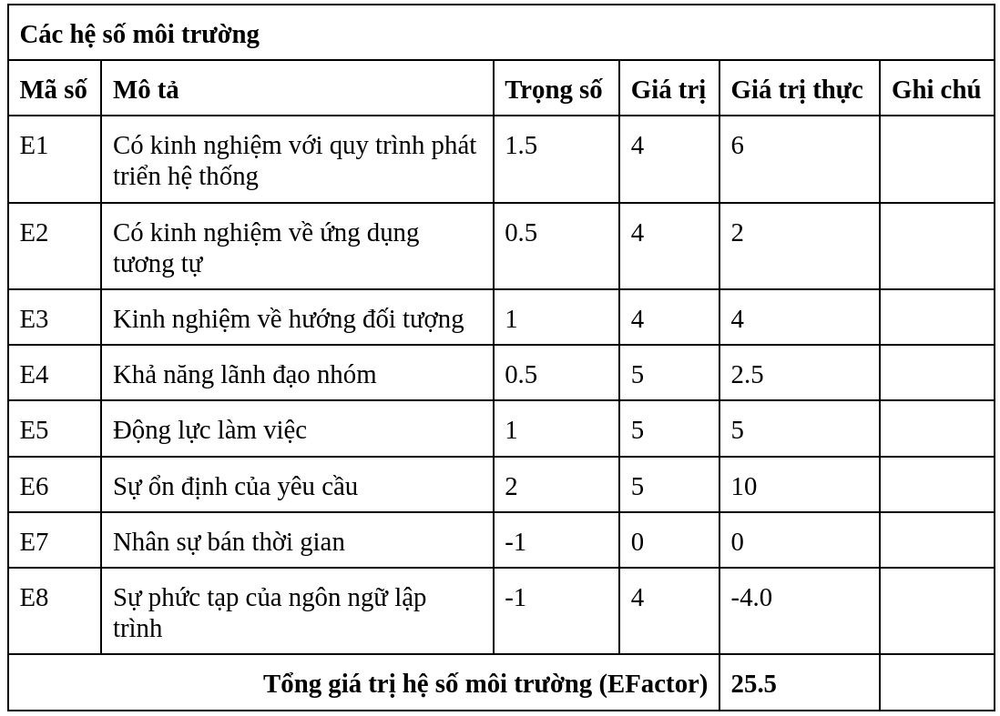 Các hệ số môi trường
Mã số Mô tả Trọng số Giá trị Giá trị thực Ghi chú
E1 Có kinh nghiệm với quy trình phát 1.5 4 6
triển hệ thống
E2 Có kinh nghiệm về ứng dụng 0.5 4 2
tương tự
E3 Kinh nghiệm về hướng đối tượng 1 4 4
E4 Khả năng lãnh đạo nhóm 0.5 5 2.5
E5 Động lực làm việc 1 5 5
E6 Sự ổn định của yêu cầu 2 5 10
E7 Nhân sự bán thời gian -1 0 0
E8 Sự phức tạp của ngôn ngữ lập -1 4 -4.0
trình
Tổng giá trị hệ số môi trường (EFactor) 25.5